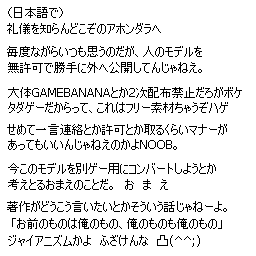 〈日本語で〉
礼儀を知らんどこぞのアホンダラへ
毎度ながらいつも思うのだが、人のモデルを
無許可で勝手に外へ公開してんじゃねえ。
大体GAMEBANANAとか2次配布禁止だろがボケ
タダゲーだからって、これはフリー素材ちゃうぞハゲ
せめて一言連絡とか許可とか取るくらいマナーが
あってもいいんじゃねえのかよNOOB。
今このモデルを別ゲー用にコンバートしようとか
考えとるおまえのことだ。 お ま え
著作がどうこう言いたいとかそういう話じゃねーよ。
「お前のものは俺のもの、俺のものも俺のもの」
ジャイアニズムかよ ふざけんな 凸(^^;)